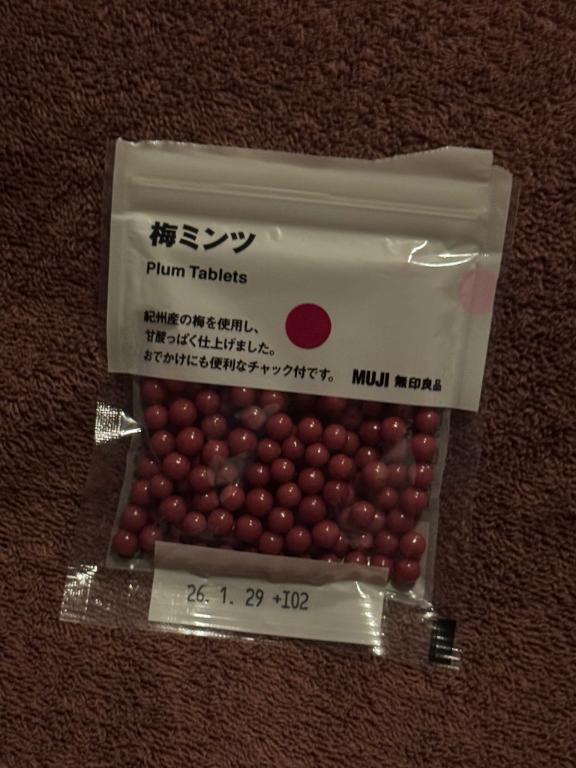 梅ミンツ
Plum Tablets
紀州産の梅を使用し、
甘酸っぱく仕上げました。
おでかけにも便利なチャック付です。
MUJI 無印良品
26. 1. 29 +I02